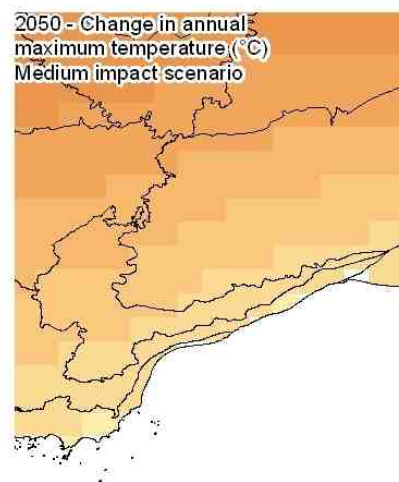 2050 - Change in annual
maximum temperature (°C)
Medium impact scenario